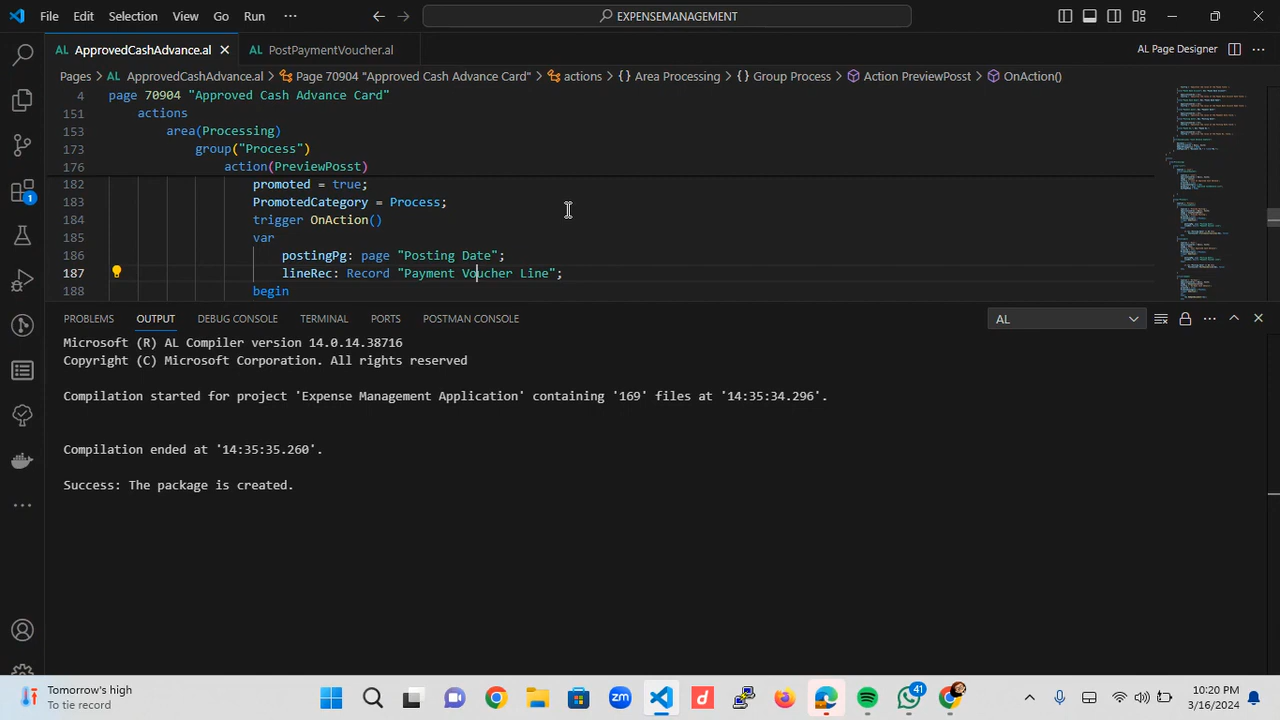 File Edit Selection View Go Run ··· EXPENSEMANAGEMENT
AL ApprovedCashAdvance.al AL PostPaymentVoucher.al AL Page Designer
Pages > AL ApprovedCashAdvance.al > Page 70904 "Approved Cash Advance Card" > actions > {} Area Processing > {} Group Process > Action PreviewPosst > OnAction()
4 page 70904 "Approved Cash Advance Card"
151 actions
153 area(Processing)
173 group("Process")
176 action(PreviewPosst)
182 promoted = true;
183 PromotedCategory = Process;
184 trigger OnAction()
185 var
186 postingPg: page "Posting Date";
187 lineRec: Record "Payment Voucher Line";
188 begin
PROBLEMS OUTPUT DEBUG CONSOLE TERMINAL PORTS POSTMAN CONSOLE AL
Microsoft (R) AL Compiler version 14.0.14.38716
Copyright (C) Microsoft Corporation. All rights reserved
Compilation started for project 'Expense Management Application' containing '169' files at '14:35:34.296'.
Compilation ended at '14:35:35.260'.
Success: The package is created.
1
Tomorrow's high
To tie record
zm
d
41
10:20 PM
3/16/2024